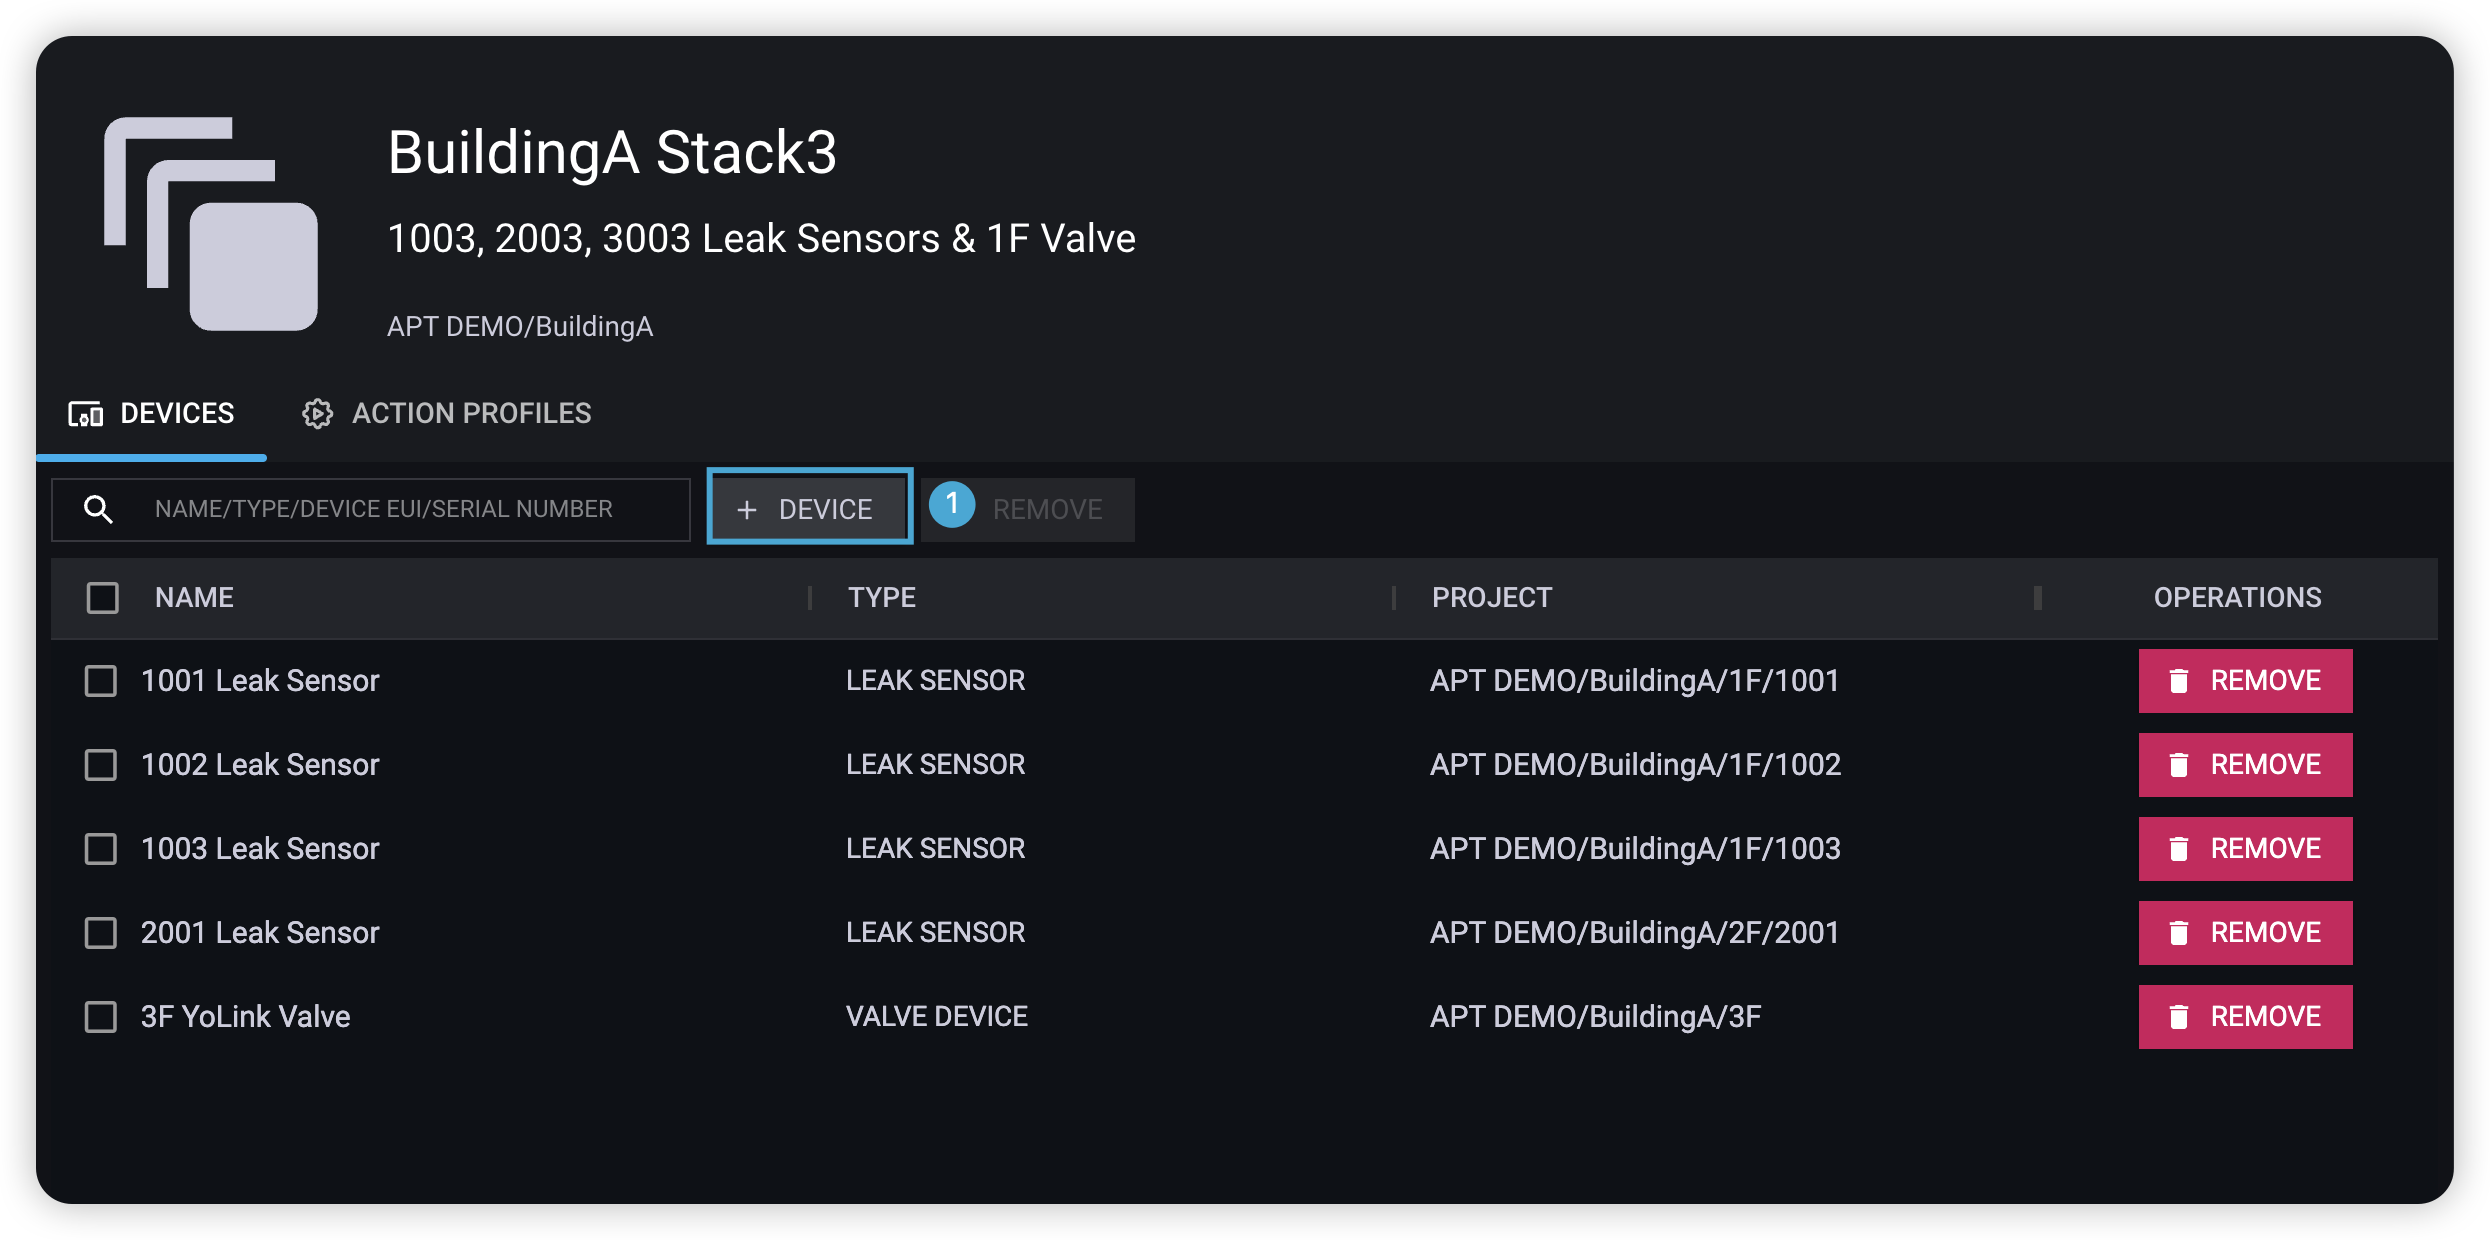 BuildingA Stack3
1003, 2003, 3003 Leak Sensors & 1F Valve
APT DEMO/BuildingA
DEVICES ACTION PROFILES
NAME/TYPE/DEVICE EUI/SERIAL NUMBER + DEVICE 1 REMOVE
NAME TYPE PROJECT OPERATIONS
1001 Leak Sensor LEAK SENSOR APT DEMO/BuildingA/1F/1001 REMOVE
1002 Leak Sensor LEAK SENSOR APT DEMO/BuildingA/1F/1002 REMOVE
1003 Leak Sensor LEAK SENSOR APT DEMO/BuildingA/1F/1003 REMOVE
2001 Leak Sensor LEAK SENSOR APT DEMO/BuildingA/2F/2001 REMOVE
3F YoLink Valve VALVE DEVICE APT DEMO/BuildingA/3F REMOVE